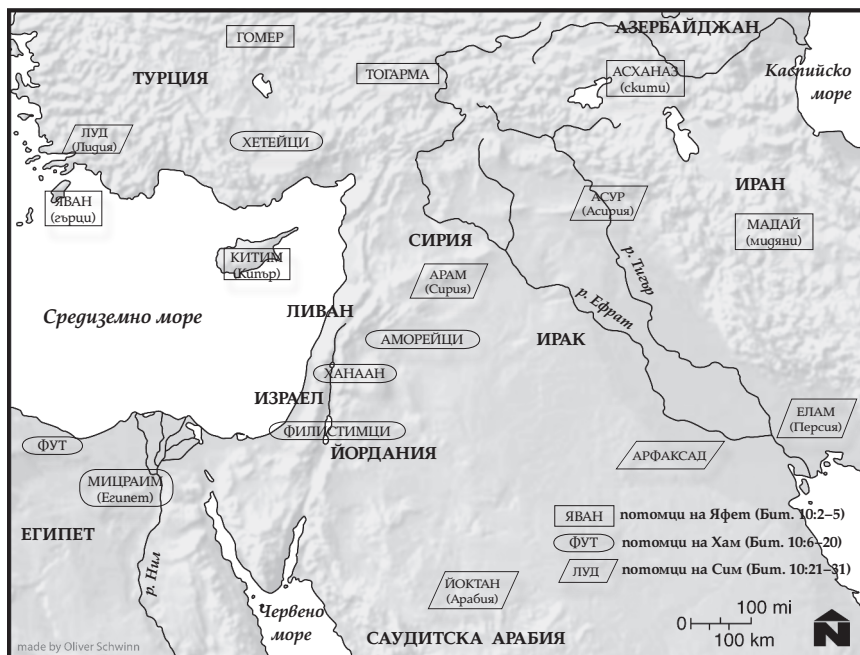 АЗЕРБАЙДЖАН
ГОМЕР
ТУРЦИЯ
ТОГАРМА
АСХАНАЗ
(скити)
Каспийско
море
ЛУД
(Лидия)
ХЕТЕЙЦИ
ЯВАН
(гърци)
АСУР
(Асирия)
ИРАН
МАДАЙ
(мидяни)
КИТИМ
(Кипър)
СИРИЯ
АРАМ
(Сирия)
р. Тигър
р. Ефрат
Средиземно море
ЛИВАН
АМОРЕЙЦИ
ИРАК
ХАНААН
ИЗРАЕЛ
ФИЛИСТИМЦИ
ЙОРДАНИЯ
ЕЛАМ
(Персия)
ФУТ
АРФАКСАД
МИЦРАИМ
(Египет)
ЕГИПЕТ
р. Нил
ЯВАН потомци на Яфет (Бит. 10:2–5)
ФУТ потомци на Хам (Бит. 10:6–20)
ЛУД потомци на Сим (Бит. 10:21–31)
ЙОКТАН
(Арабия)
Червено
море
САУДИТСКА АРАБИЯ
100 mi
0
100 km
N
made by Oliver Schwinn